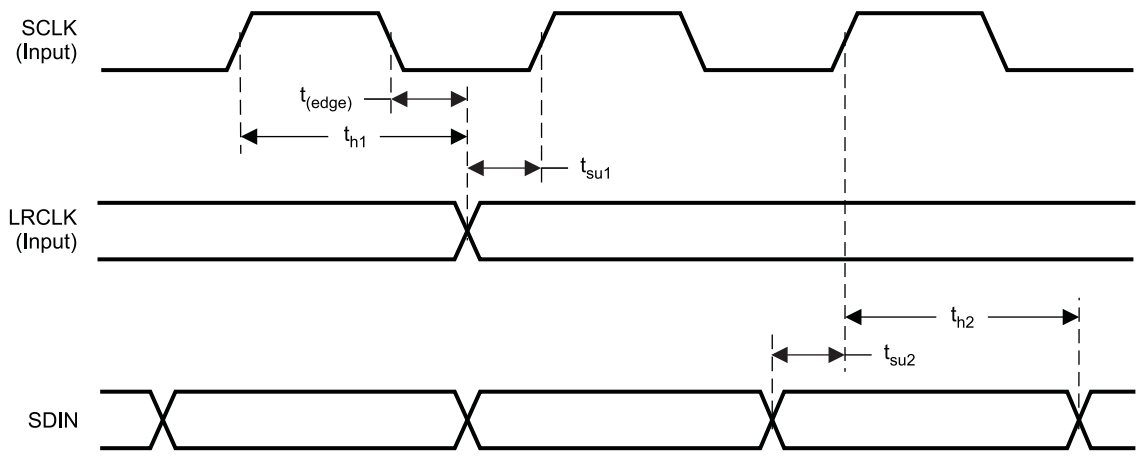 SCLK
(Input)
t(edge)
th1
tsu1
LRCLK
(Input)
th2
tsu2
SDIN